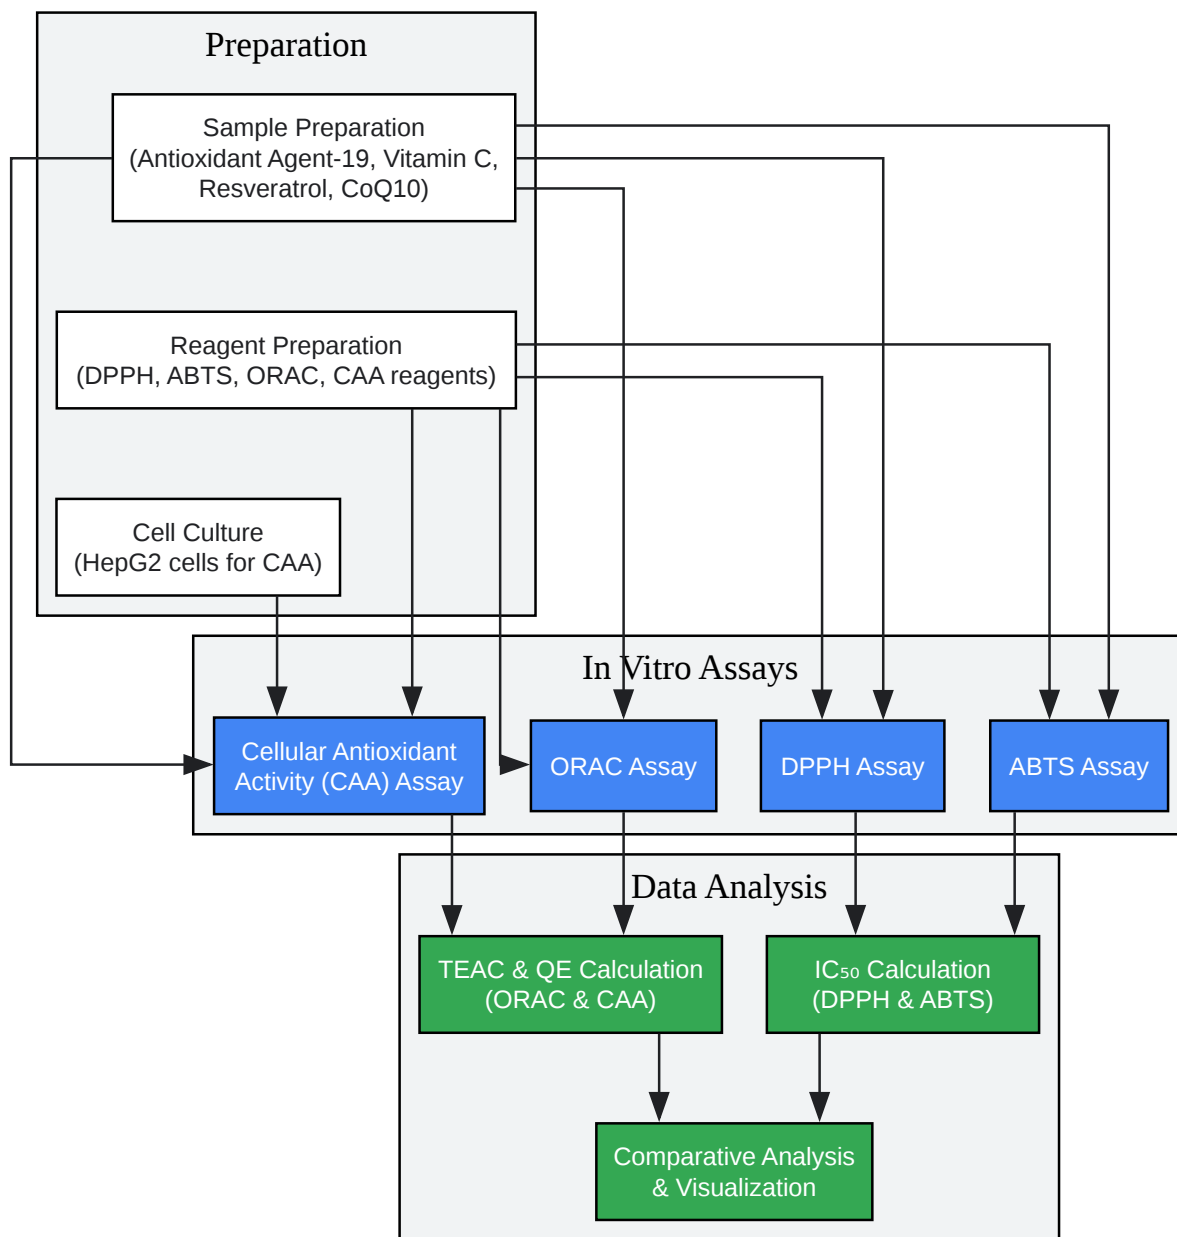 Preparation
Sample Preparation
(Antioxidant Agent-19, Vitamin C,
Resveratrol, CoQ10)
Reagent Preparation
(DPPH, ABTS, ORAC, CAA reagents)
Cell Culture
(HepG2 cells for CAA)
In Vitro Assays
Cellular Antioxidant
Activity (CAA) Assay
ORAC Assay
DPPH Assay
ABTS Assay
Data Analysis
TEAC & QE Calculation
(ORAC & CAA)
IC₅₀ Calculation
(DPPH & ABTS)
Comparative Analysis
& Visualization